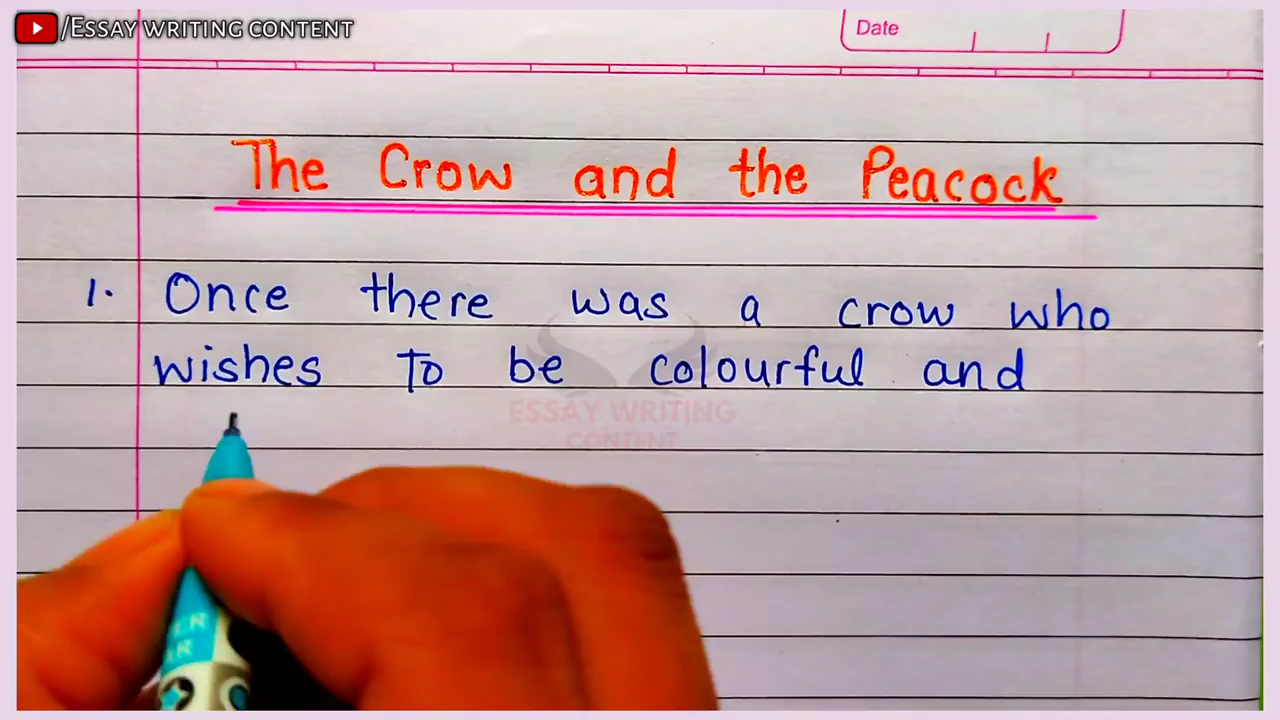 /Essay writing content
Date
The Crow and the Peacock
1. Once there was a crow who
wishes to be colourful and
ESSAY WRITING
CONTENT